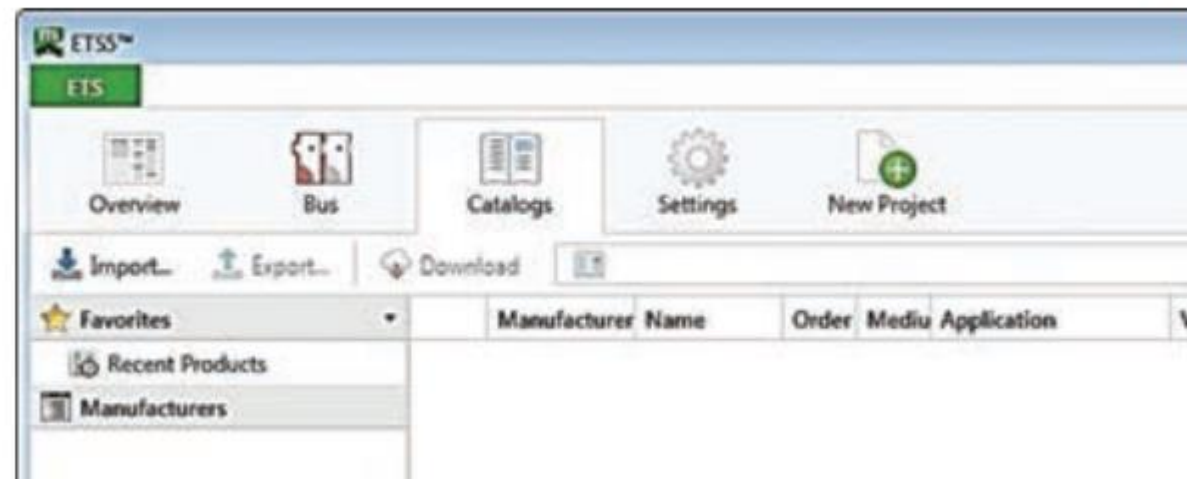 ETS5™
ETS
Overview Bus Catalogs Settings New Project
Import... Export... Download
Favorites Manufacturer Name Order Mediu Application V
Recent Products
Manufacturers